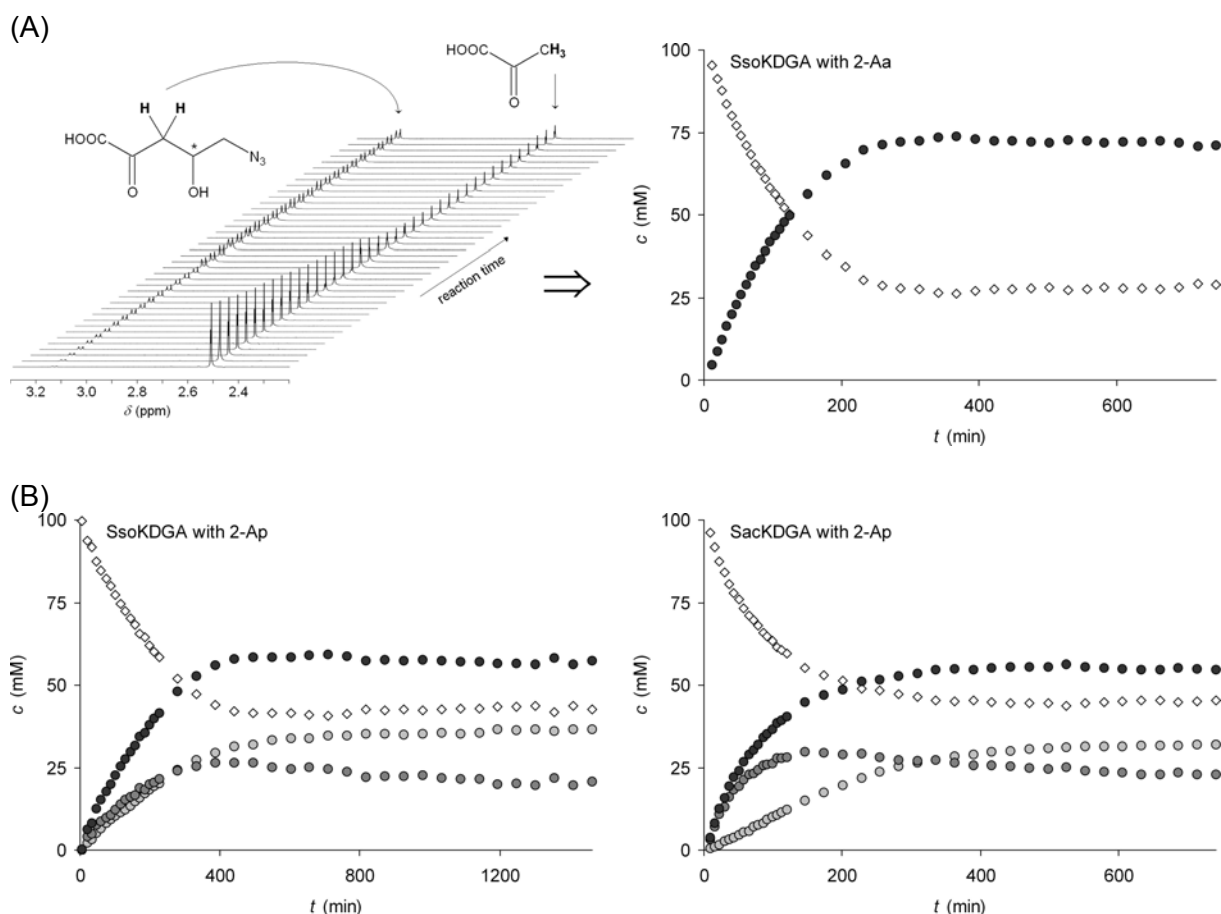 (A)
HOOC
CH₃
O
H H
HOOC
*
N₃
O
OH
reaction time
3.2 3.0 2.8 2.6 2.4
δ (ppm)
SsoKDGA with 2-Aa
100
75
50
25
0
c (mM)
0 200 400 600
t (min)
(B)
SsoKDGA with 2-Ap
100
75
50
25
0
c (mM)
0 400 800 1200
t (min)
SacKDGA with 2-Ap
100
75
50
25
0
c (mM)
0 200 400 600
t (min)